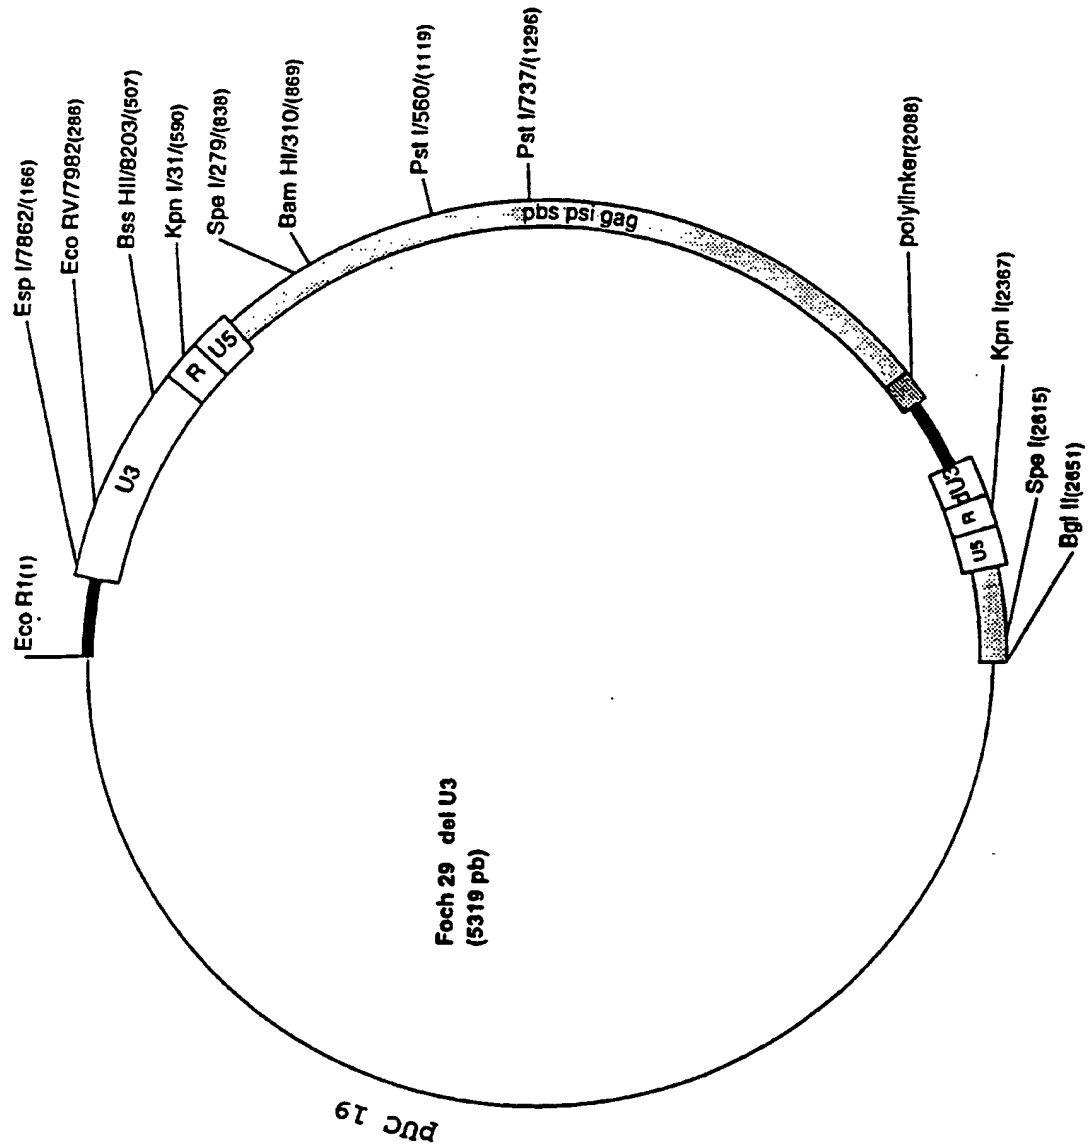 Eco R1(1)
Esp I/7862/(166)
Eco RV/7982(286)
Bss HII/8203/(507)
Kpn I/31/(590)
Spe I/279/(838)
Bam HI/310/(869)
Pst I/560/(1119)
Pst I/737/(1296)
polylinker(2088)
Kpn I(2367)
Spe I(2615)
Bgl II(2651)
U3
R
U5
pbs psi gag
dU3
R
U5
Foch 29 del U3
(5319 pb)
pUC 19